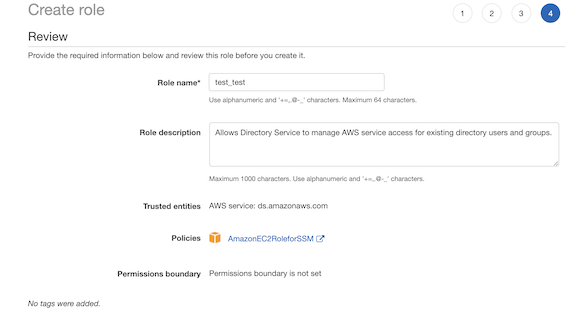 Create role
1 2 3 4
Review
Provide the required information below and review this role before you create it.
Role name* test_test
Use alphanumeric and '+=,.@-_' characters. Maximum 64 characters.
Role description Allows Directory Service to manage AWS service access for existing directory users and groups.
Maximum 1000 characters. Use alphanumeric and '+=,.@-_' characters.
Trusted entities AWS service: ds.amazonaws.com
Policies AmazonEC2RoleforSSM
Permissions boundary Permissions boundary is not set
No tags were added.